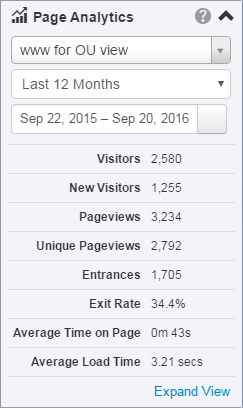 Page Analytics
www for OU view
Last 12 Months
Sep 22, 2015 – Sep 20, 2016
Visitors 2,580
New Visitors 1,255
Pageviews 3,234
Unique Pageviews 2,792
Entrances 1,705
Exit Rate 34.4%
Average Time on Page 0m 43s
Average Load Time 3.21 secs
Expand View